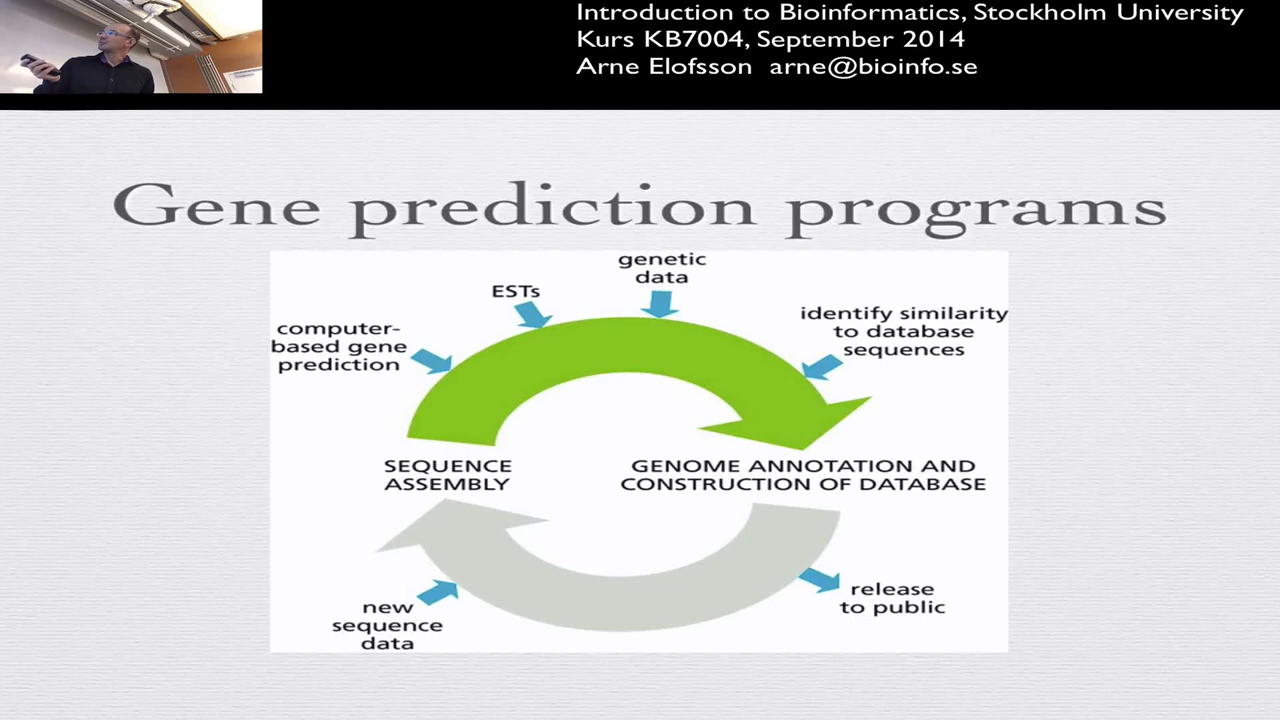 Introduction to Bioinformatics, Stockholm University
Kurs KB7004, September 2014
Arne Elofsson arne@bioinfo.se
Gene prediction programs
genetic
data
ESTs
identify similarity
to database
sequences
computer-
based gene
prediction
SEQUENCE
ASSEMBLY
GENOME ANNOTATION AND
CONSTRUCTION OF DATABASE
new
sequence
data
release
to public